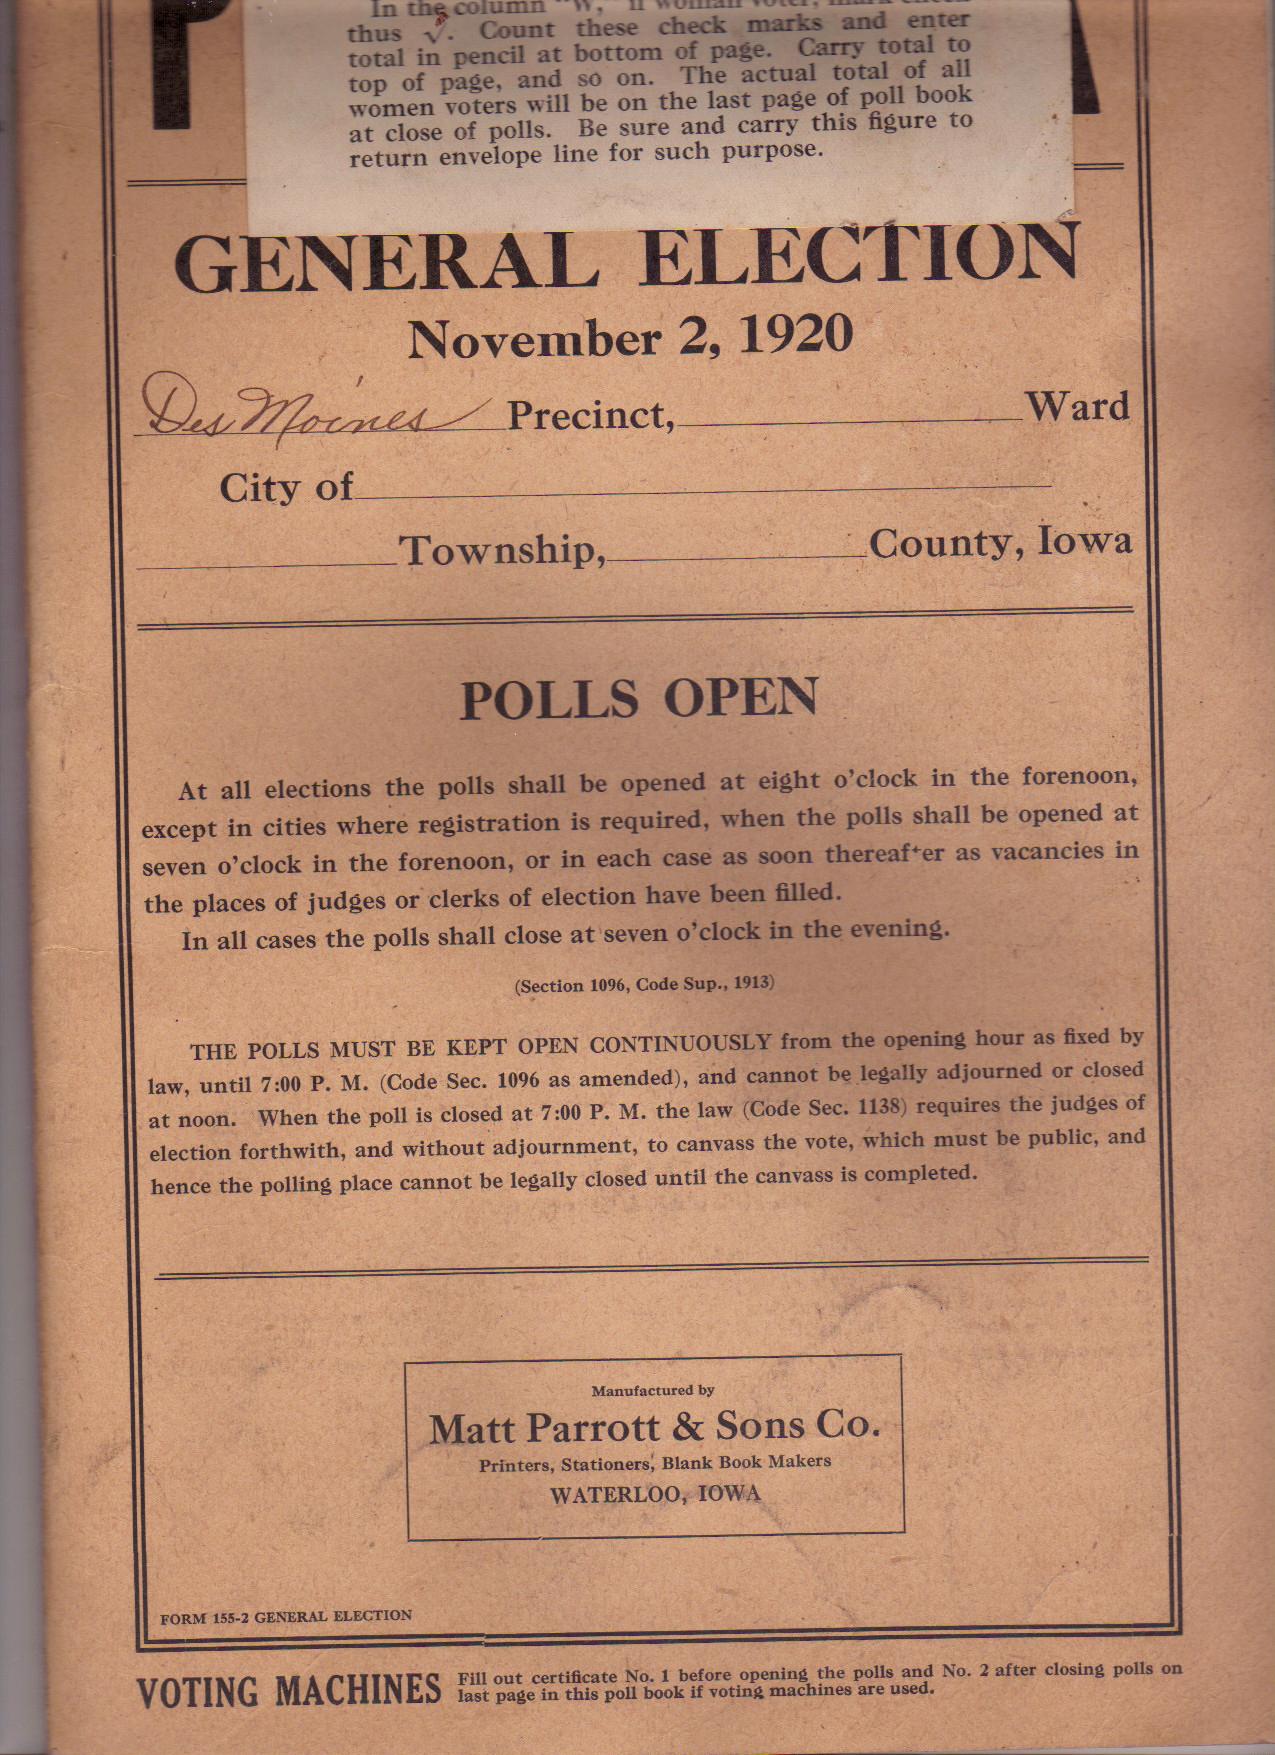 In the column "W," if woman voter, mark check
thus √. Count these check marks and enter
total in pencil at bottom of page. Carry total to
top of page, and so on. The actual total of all
women voters will be on the last page of poll book
at close of polls. Be sure and carry this figure to
return envelope line for such purpose.
GENERAL ELECTION
November 2, 1920
Des Moines Precinct, Ward
City of
Township, County, Iowa
POLLS OPEN
At all elections the polls shall be opened at eight o'clock in the forenoon,
except in cities where registration is required, when the polls shall be opened at
seven o'clock in the forenoon, or in each case as soon thereafter as vacancies in
the places of judges or clerks of election have been filled.
In all cases the polls shall close at seven o'clock in the evening.
(Section 1096, Code Sup., 1913)
THE POLLS MUST BE KEPT OPEN CONTINUOUSLY from the opening hour as fixed by
law, until 7:00 P. M. (Code Sec. 1096 as amended), and cannot be legally adjourned or closed
at noon. When the poll is closed at 7:00 P. M. the law (Code Sec. 1138) requires the judges of
election forthwith, and without adjournment, to canvass the vote, which must be public, and
hence the polling place cannot be legally closed until the canvass is completed.
Manufactured by
Matt Parrott & Sons Co.
Printers, Stationers, Blank Book Makers
WATERLOO, IOWA
FORM 155-2 GENERAL ELECTION
VOTING MACHINES Fill out certificate No. 1 before opening the polls and No. 2 after closing polls on
last page in this poll book if voting machines are used.